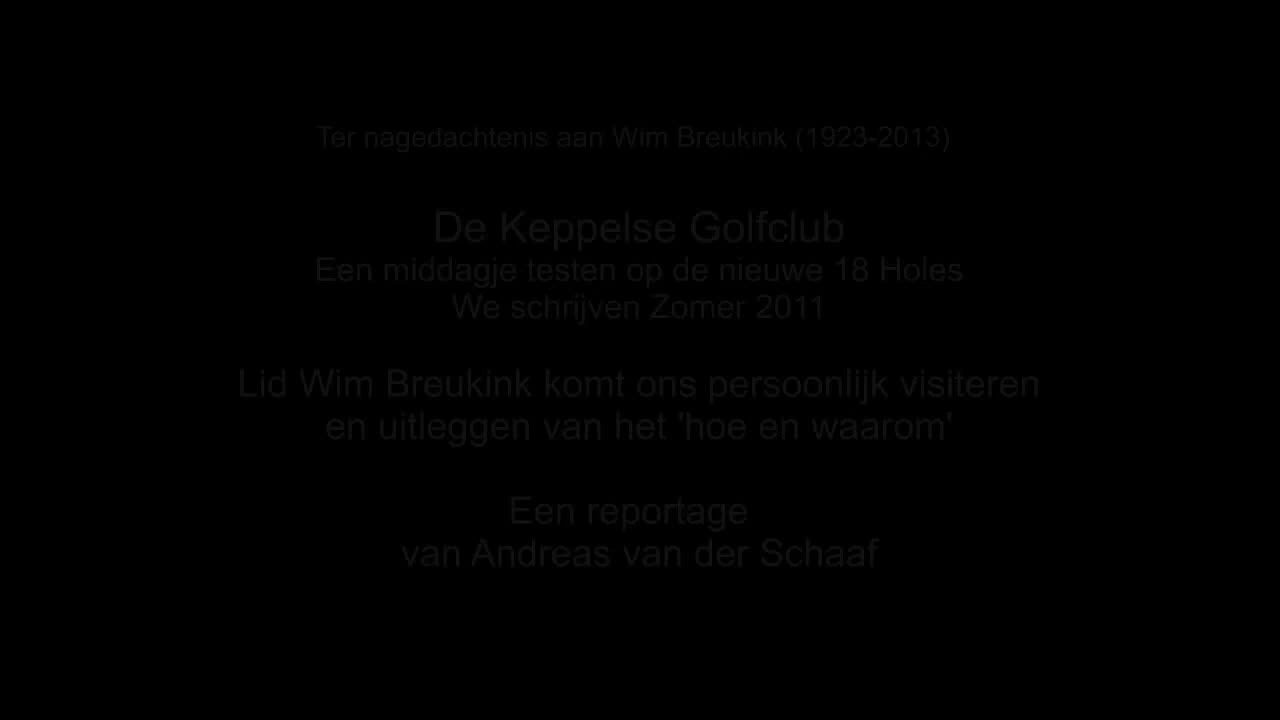 Ter nagedachtenis aan Wim Breukink (1923-2013)
De Keppelse Golfclub
Een middagje testen op de nieuwe 18 Holes
We schrijven Zomer 2011
Lid Wim Breukink komt ons persoonlijk visiteren
en uitleggen van het 'hoe en waarom'
Een reportage
van Andreas van der Schaaf